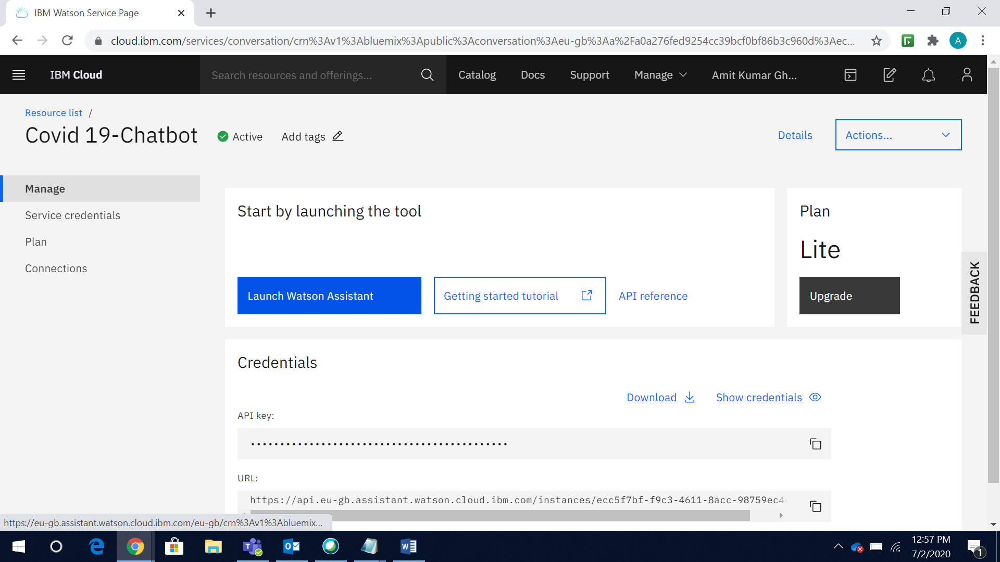 IBM Watson Service Page
cloud.ibm.com/services/conversation/crn%3Av1%3Abluemix%3Apublic%3Aconversation%3Aeu-gb%3Aa%2Fa0a276fed9254cc39bcf0bf86b3c960d%3Aec...
A
IBM Cloud
Search resources and offerings...
Catalog
Docs
Support
Manage
Amit Kumar Gh...
Resource list /
Covid 19-Chatbot
Active
Add tags
Details
Actions...
Manage
Service credentials
Plan
Connections
Start by launching the tool
Launch Watson Assistant
Getting started tutorial
API reference
Plan
Lite
Upgrade
FEEDBACK
Credentials
Download
Show credentials
API key:
••••••••••••••••••••••••••••••••••••••••••••
URL:
https://api.eu-gb.assistant.watson.cloud.ibm.com/instances/ecc5f7bf-f9c3-4611-8acc-98759ec4
https://eu-gb.assistant.watson.cloud.ibm.com/eu-gb/crn%3Av1%3Abluemix...
12:57 PM
7/2/2020
1